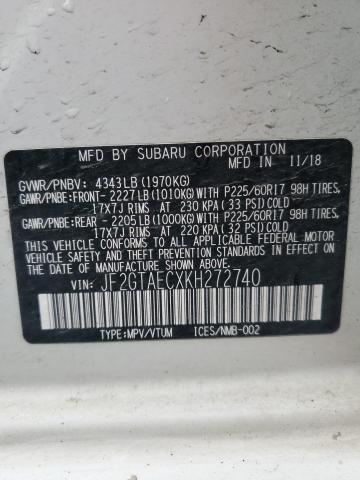 MFD BY SUBARU CORPORATION
MFD IN 11/18
GVWR/PNBV: 4343LB(1970KG)
GAWR/PNBE:FRONT- 2227LB(1010KG)WITH P225/60R17 98H TIRES,
17X7J RIMS AT 230 KPA(33 PSI)COLD
GAWR/PNBE:REAR - 2205LB(1000KG)WITH P225/60R17 98H TIRES,
17X7J RIMS AT 220 KPA(32 PSI)COLD
THIS VEHICLE CONFORMS TO ALL APPLICABLE FEDERAL MOTOR
VEHICLE SAFETY, BUMPER, AND THEFT PREVENTION STANDARDS
IN EFFECT ON THE DATE OF MANUFACTURE SHOWN ABOVE.
VIN: JF2GTAECXKH272740
TYPE:MPV/VTUM ICES/NMB-002